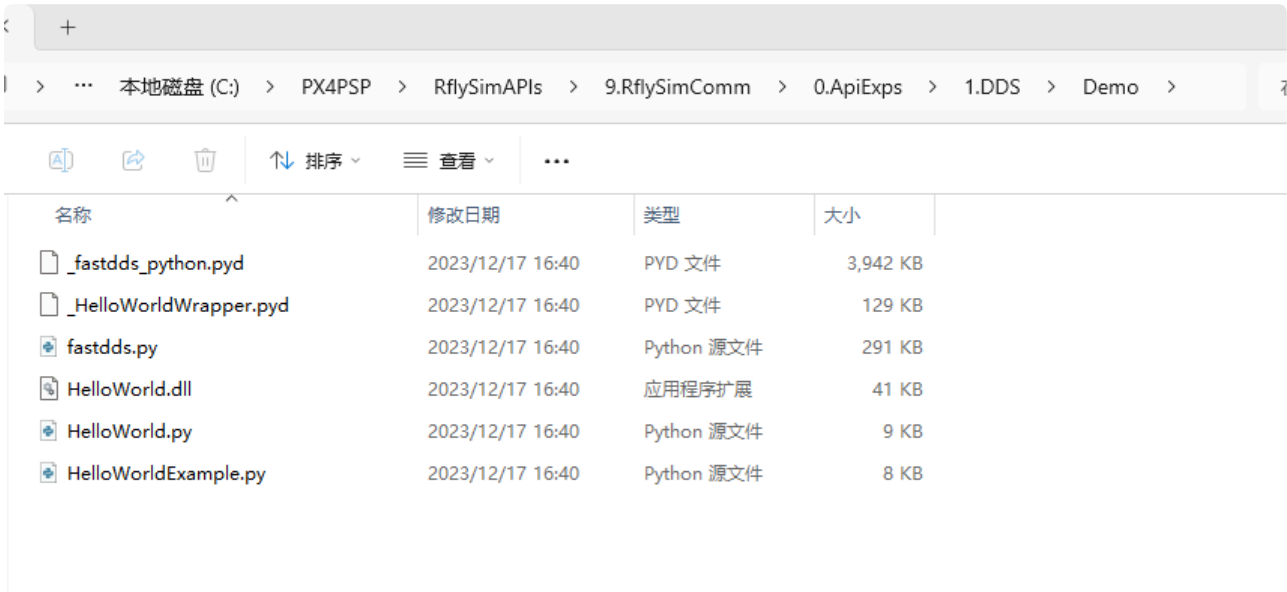 … 本地磁盘 (C:) > PX4PSP > RflySimAPIs > 9.RflySimComm > 0.ApiExps > 1.DDS > Demo >
排序 查看 ...
名称 修改日期 类型 大小
_fastdds_python.pyd 2023/12/17 16:40 PYD 文件 3,942 KB
_HelloWorldWrapper.pyd 2023/12/17 16:40 PYD 文件 129 KB
fastdds.py 2023/12/17 16:40 Python 源文件 291 KB
HelloWorld.dll 2023/12/17 16:40 应用程序扩展 41 KB
HelloWorld.py 2023/12/17 16:40 Python 源文件 9 KB
HelloWorldExample.py 2023/12/17 16:40 Python 源文件 8 KB